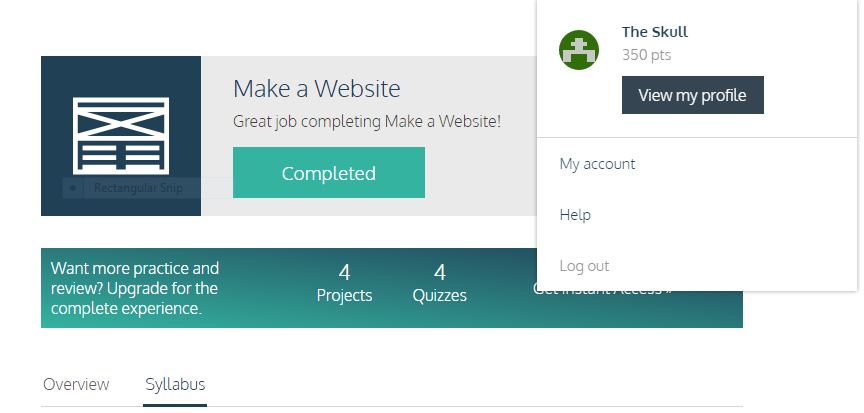 The Skull
350 pts
View my profile
My account
Help
Log out
Make a Website
Great job completing Make a Website!
Completed
Rectangular Snip
Want more practice and
review? Upgrade for the
complete experience.
4
Projects
4
Quizzes
Get Instant Access »
Overview
Syllabus